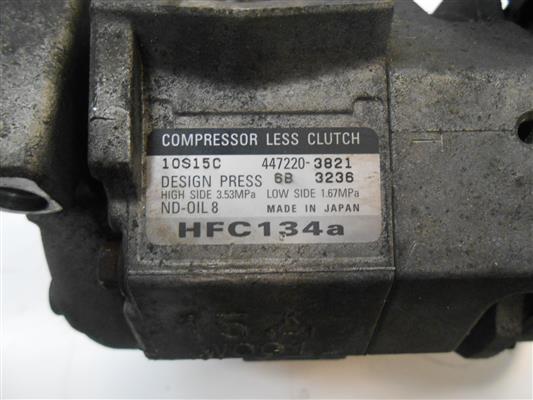 COMPRESSOR LESS CLUTCH
10S15C 447220-3821
DESIGN PRESS 6B 3236
HIGH SIDE 3.53MPa LOW SIDE 1.67MPa
ND-OIL 8 MADE IN JAPAN
HFC134a